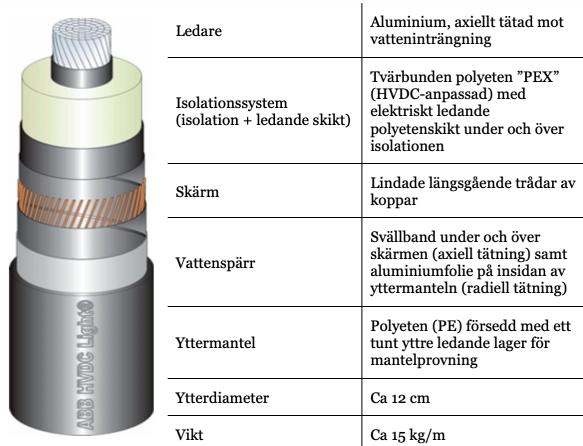 ABB HVDC Light®
Ledare
Aluminium, axiellt tätad mot
vatteninträngning
Isolationssystem
(isolation + ledande skikt)
Tvärbunden polyeten ”PEX”
(HVDC-anpassad) med
elektriskt ledande
polyetenskikt under och över
isolationen
Skärm
Lindade längsgående trådar av
koppar
Vattenspärr
Svällband under och över
skärmen (axiell tätning) samt
aluminiumfolie på insidan av
yttermanteln (radiell tätning)
Yttermantel
Polyeten (PE) försedd med ett
tunt yttre ledande lager för
mantelprovning
Ytterdiameter
Ca 12 cm
Vikt
Ca 15 kg/m